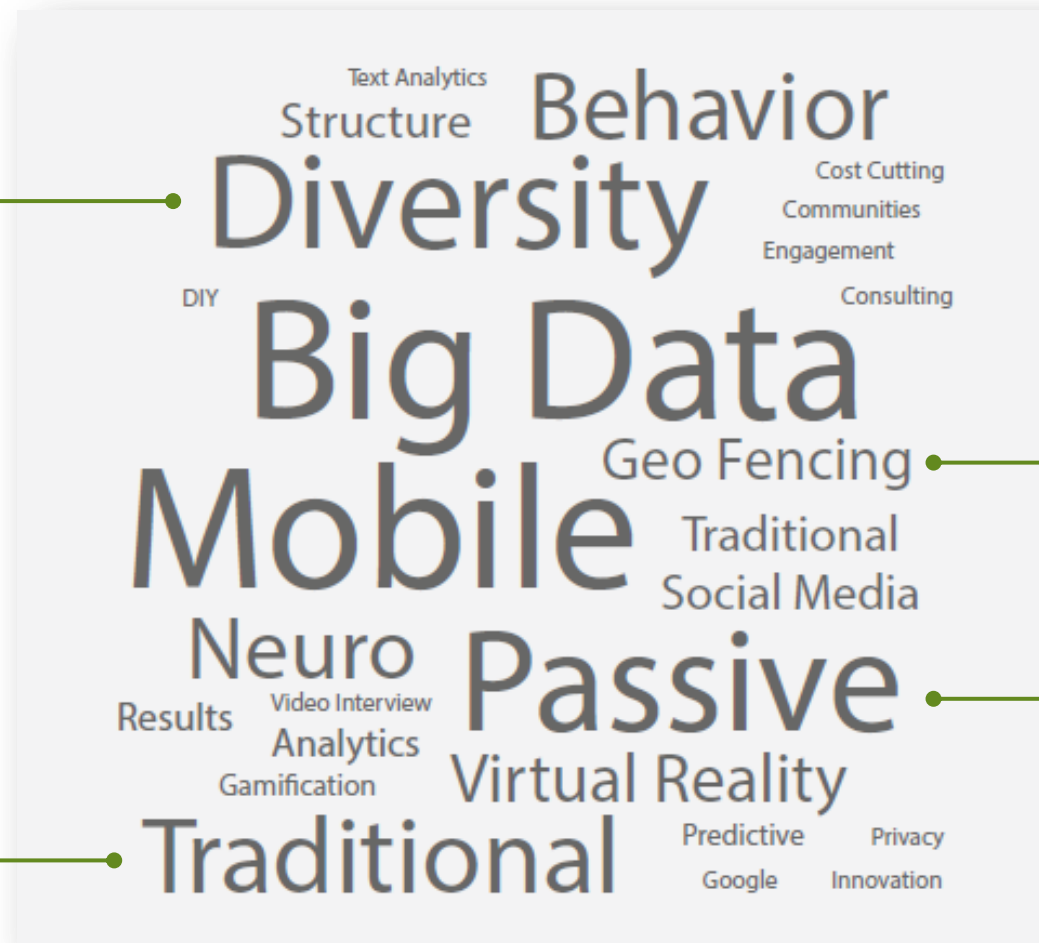 Text Analytics
Behavior
Structure
Diversity
Cost Cutting
Communities
Engagement
DIY
Consulting
Big Data
Geo Fencing
Mobile
Traditional
Social Media
Neuro
Passive
Video Interview
Results
Analytics
Virtual Reality
Gamification
Traditional
Predictive
Privacy
Google
Innovation